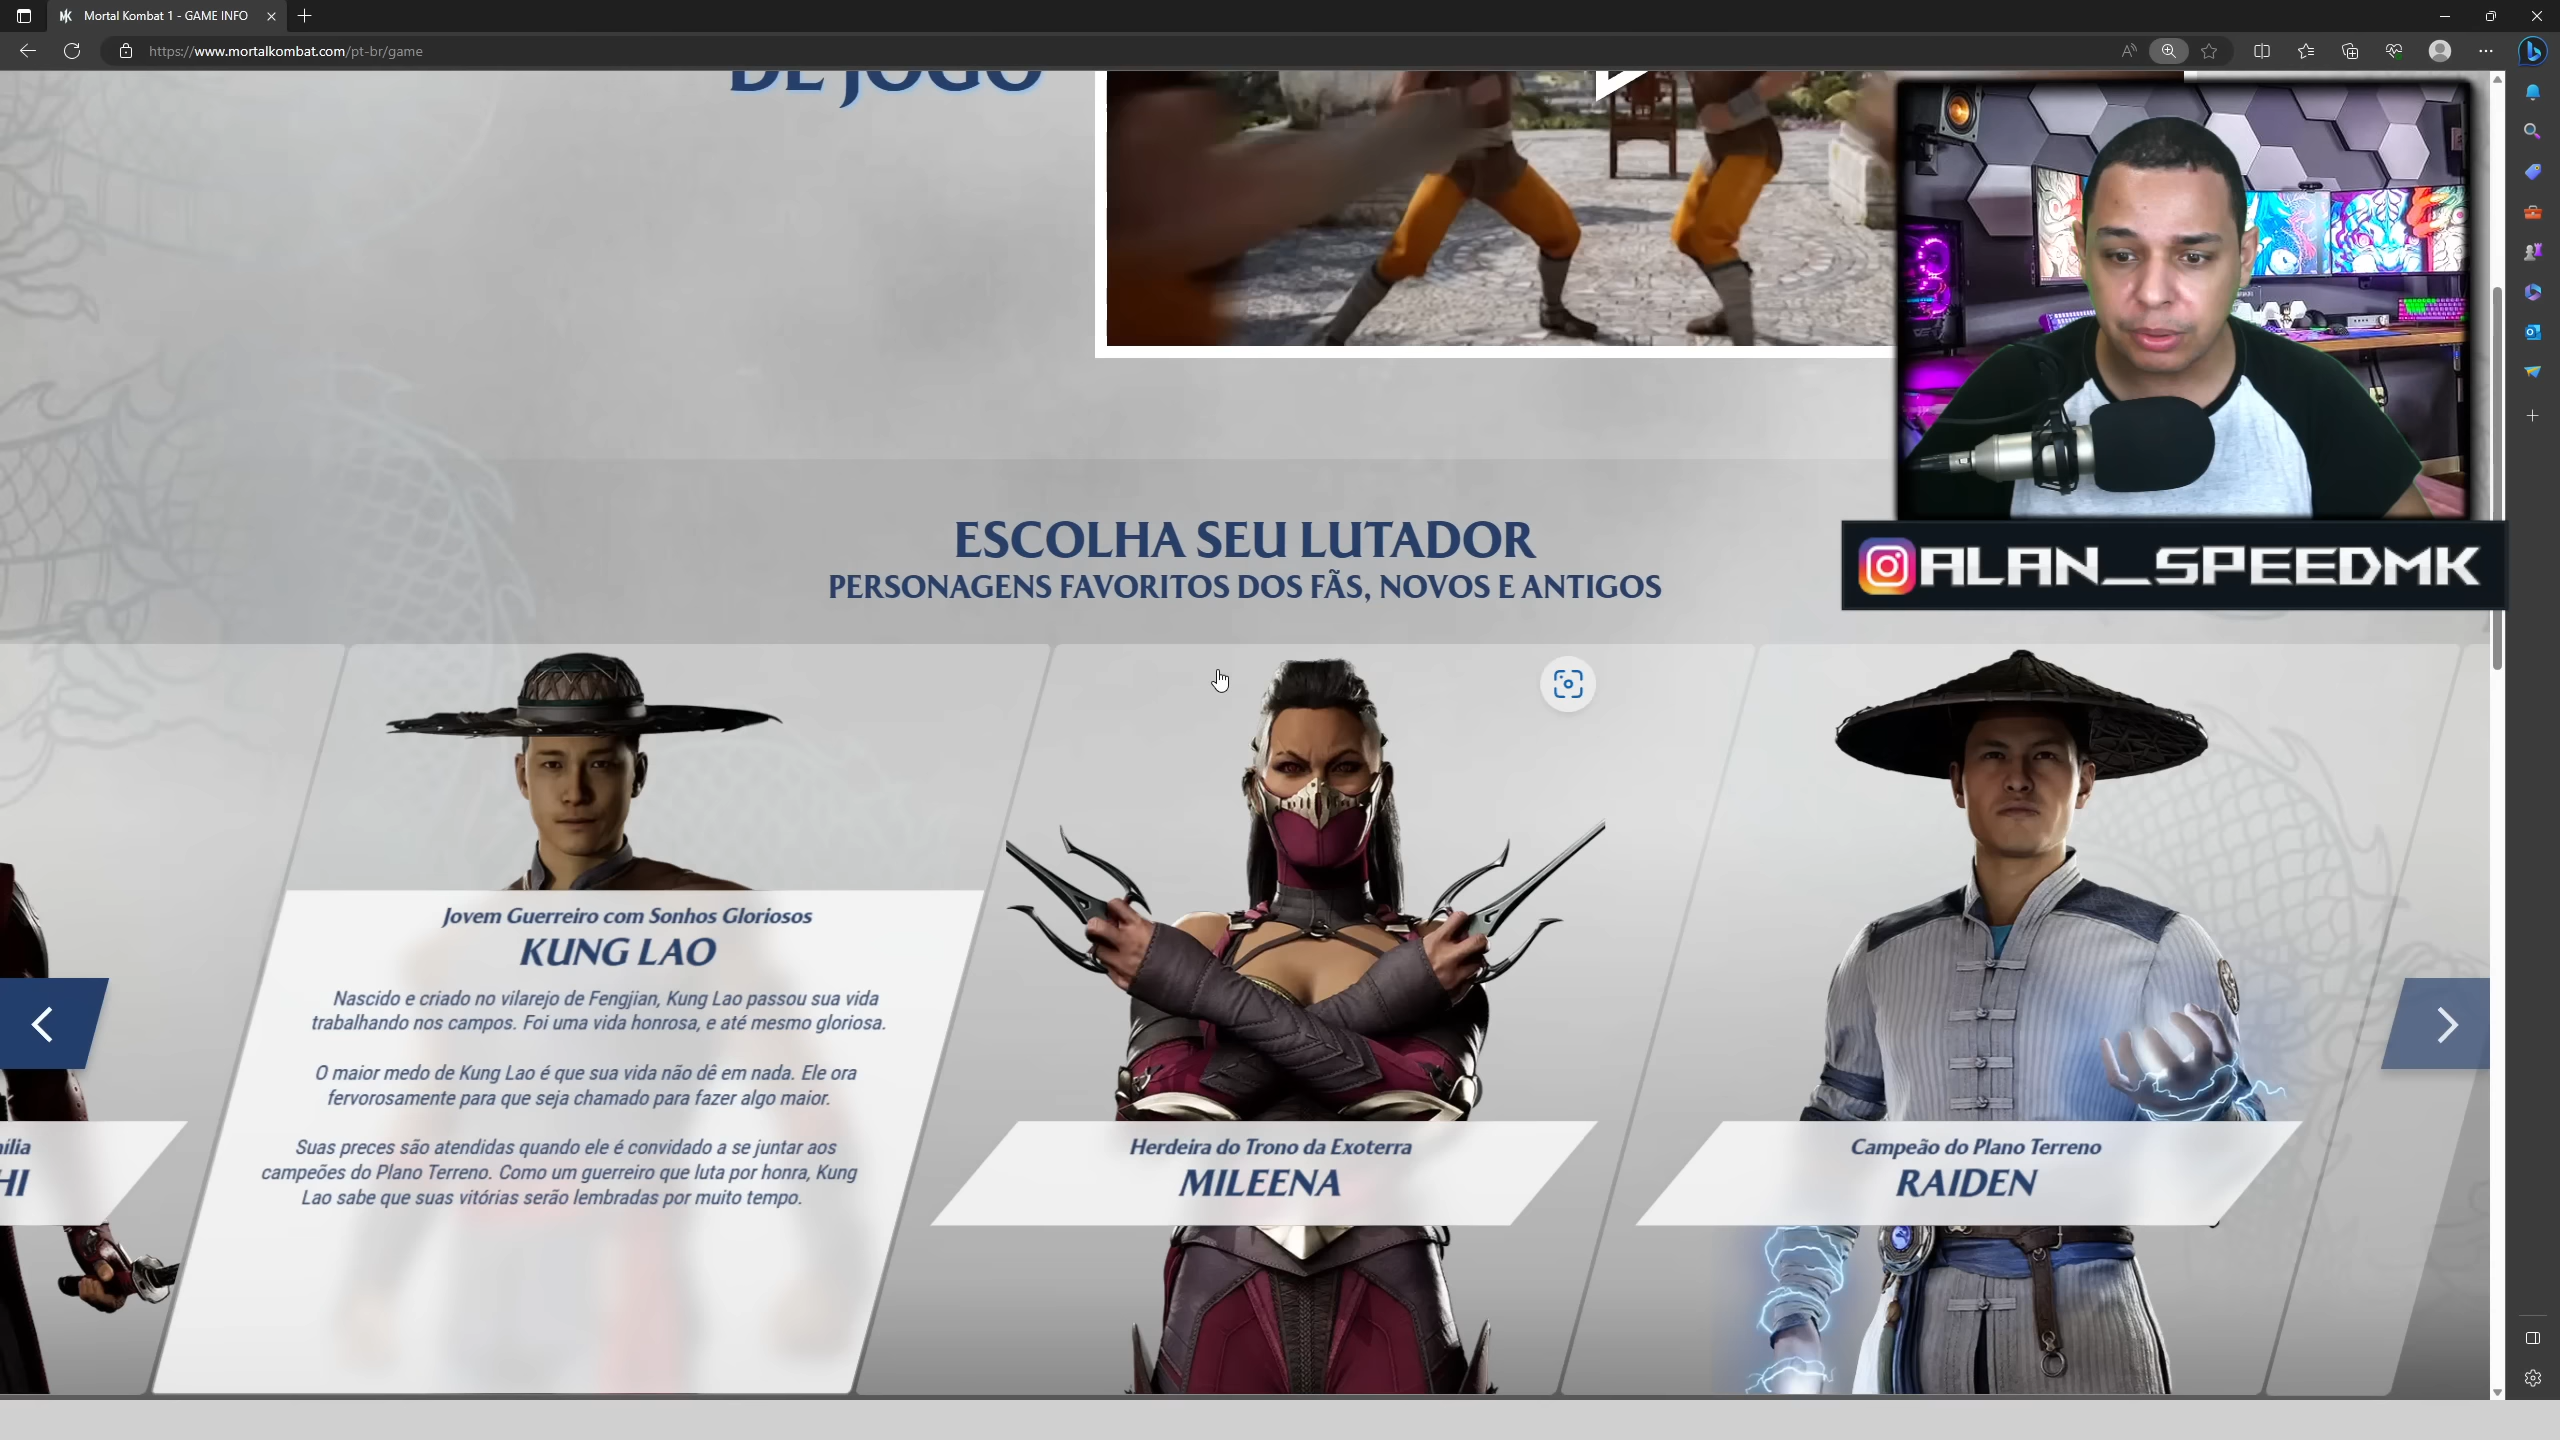 Mortal Kombat 1 - GAME INFO
https://www.mortalkombat.com/pt-br/game
DE JOGO
ALAN_SPEEDMK
ESCOLHA SEU LUTADOR
PERSONAGENS FAVORITOS DOS FÃS, NOVOS E ANTIGOS
Jovem Guerreiro com Sonhos Gloriosos
KUNG LAO
Nascido e criado no vilarejo de Fengjian, Kung Lao passou sua vida
trabalhando nos campos. Foi uma vida honrosa, e até mesmo gloriosa.
O maior medo de Kung Lao é que sua vida não dê em nada. Ele ora
fervorosamente para que seja chamado para fazer algo maior.
Suas preces são atendidas quando ele é convidado a se juntar aos
campeões do Plano Terreno. Como um guerreiro que luta por honra, Kung
Lao sabe que suas vitórias serão lembradas por muito tempo.
Herdeira do Trono da Exoterra
MILEENA
Campeão do Plano Terreno
RAIDEN